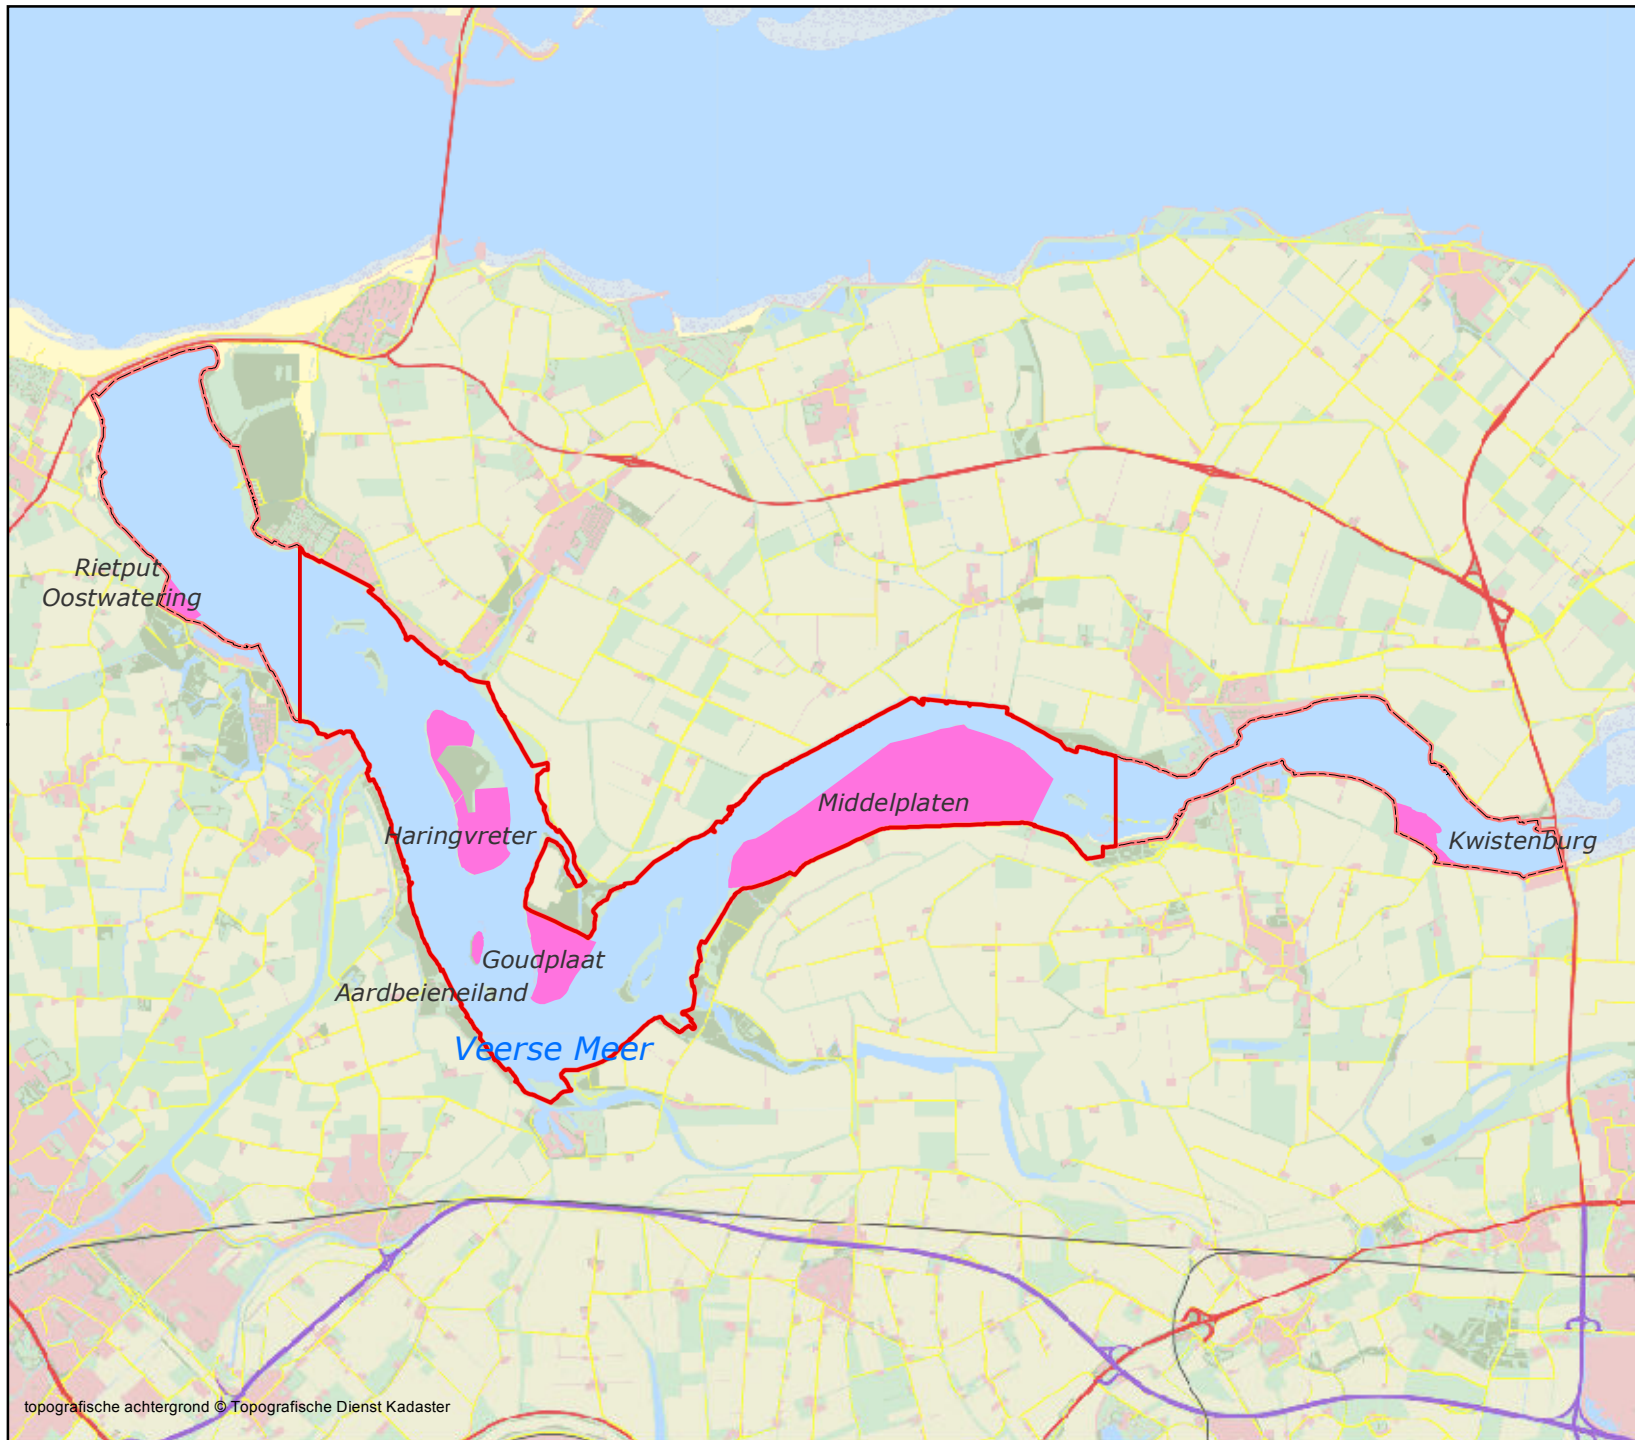 Rietput
Oostwatering
Middelplaten
Haringvreter
Kwistenburg
Goudplaat
Aardbeieneiland
Veerse Meer
topografische achtergrond © Topografische Dienst Kadaster